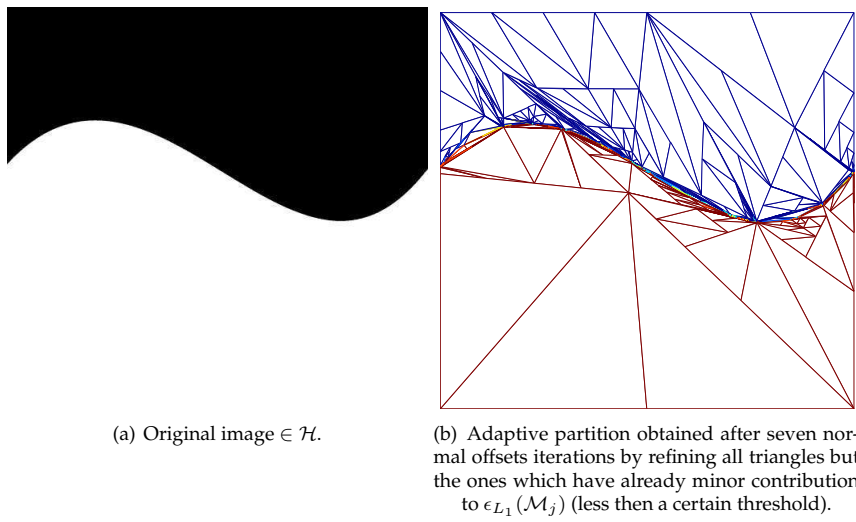 (a) Original image ∈ ℋ.
(b) Adaptive partition obtained after seven nor-
mal offsets iterations by refining all triangles but
the ones which have already minor contribution
to ϵ_{L_1}(ℳ_j) (less then a certain threshold).